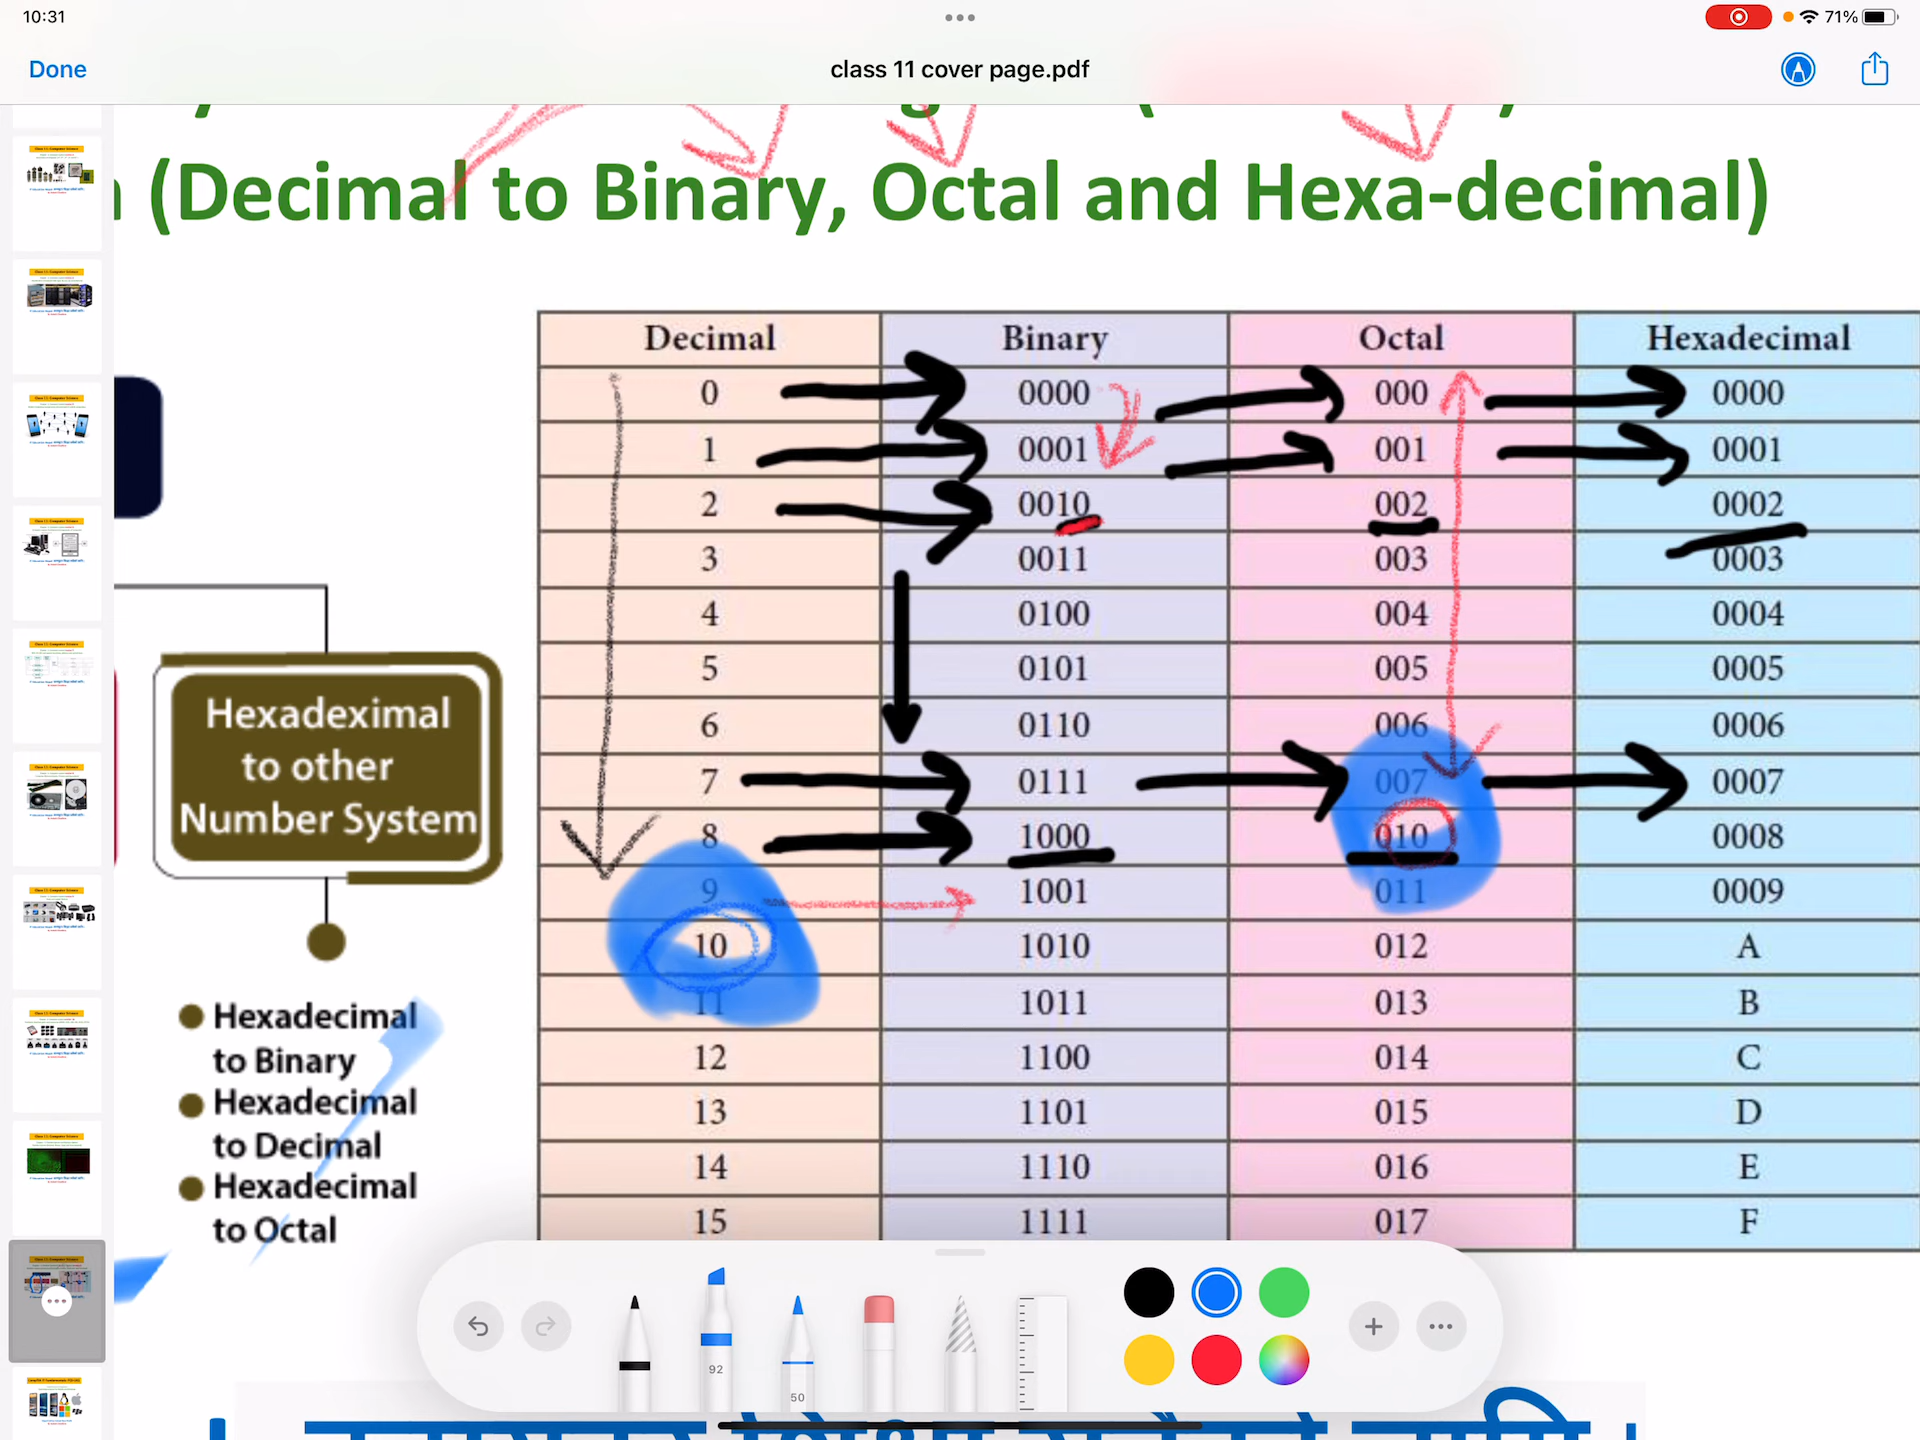 10:31
71%
Done
class 11 cover page.pdf
(Decimal to Binary, Octal and Hexa-decimal)
Decimal Binary Octal Hexadecimal
0 0000 000 0000
1 0001 001 0001
2 0010 002 0002
3 0011 003 0003
4 0100 004 0004
5 0101 005 0005
6 0110 006 0006
7 0111 007 0007
8 1000 010 0008
9 1001 011 0009
10 1010 012 A
11 1011 013 B
12 1100 014 C
13 1101 015 D
14 1110 016 E
15 1111 017 F
Hexadeximal
to other
Number System
Hexadecimal
to Binary
Hexadecimal
to Decimal
Hexadecimal
to Octal
92
50